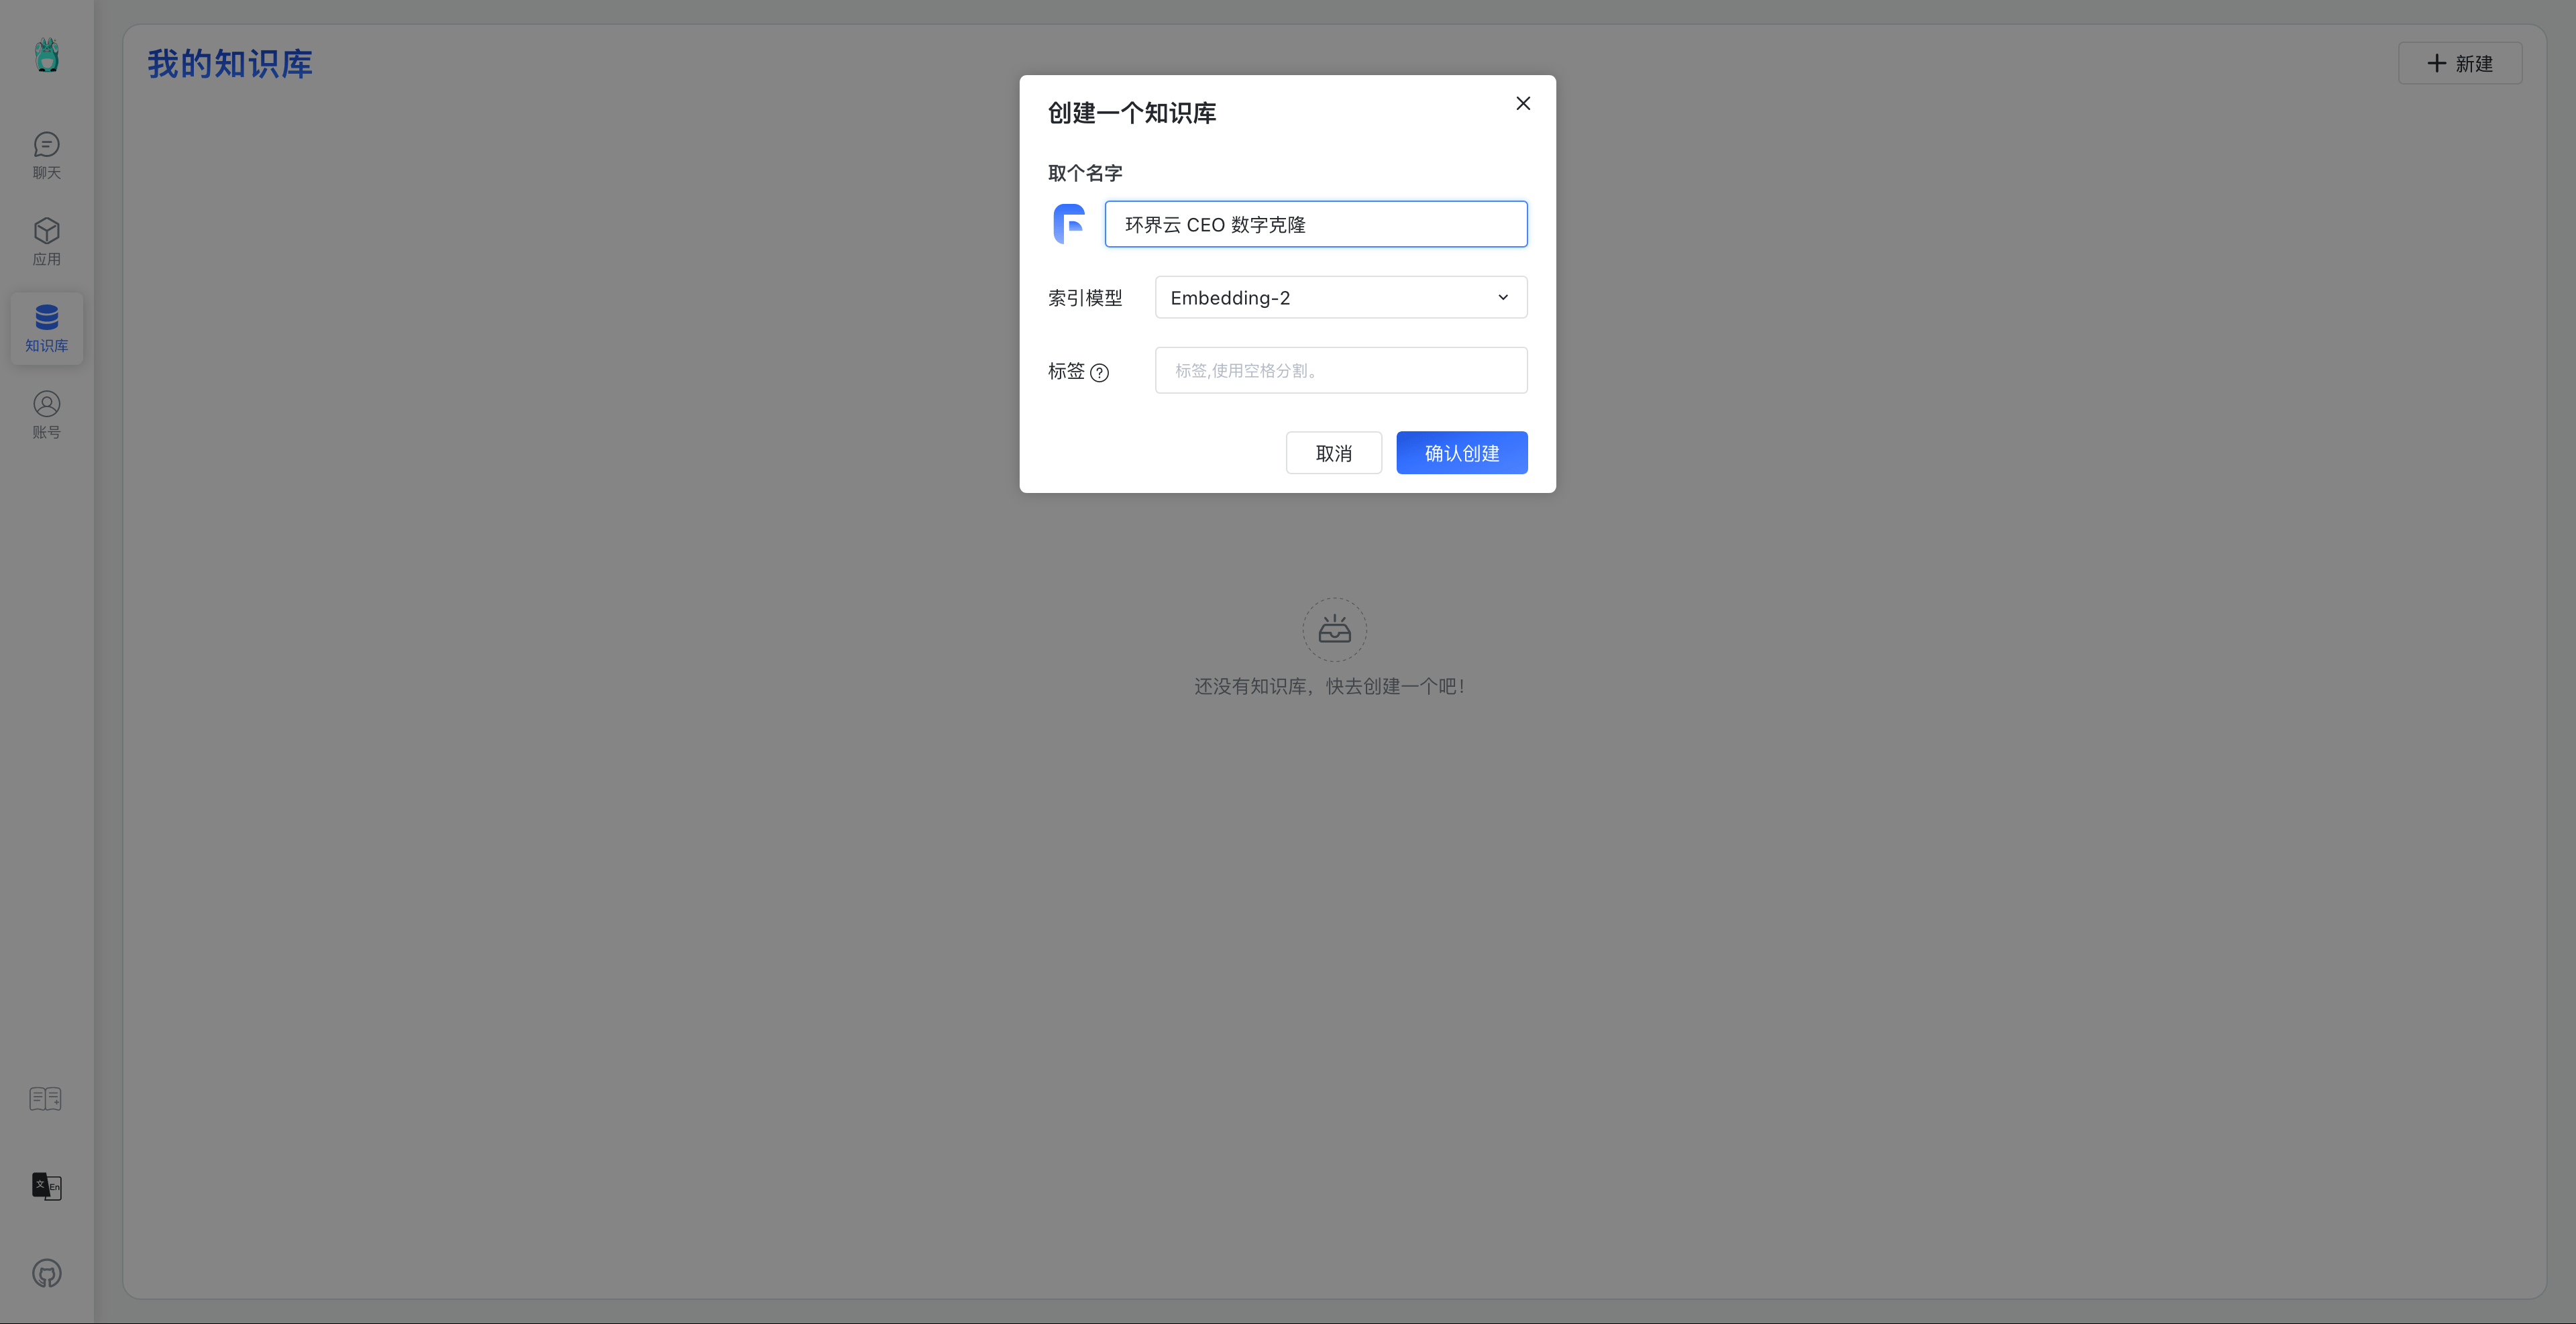 我的知识库
新建
聊天
应用
知识库
账号
创建一个知识库
取个名字
环界云 CEO 数字克隆
索引模型
Embedding-2
标签
标签,使用空格分割。
取消
确认创建
还没有知识库，快去创建一个吧！
文 En